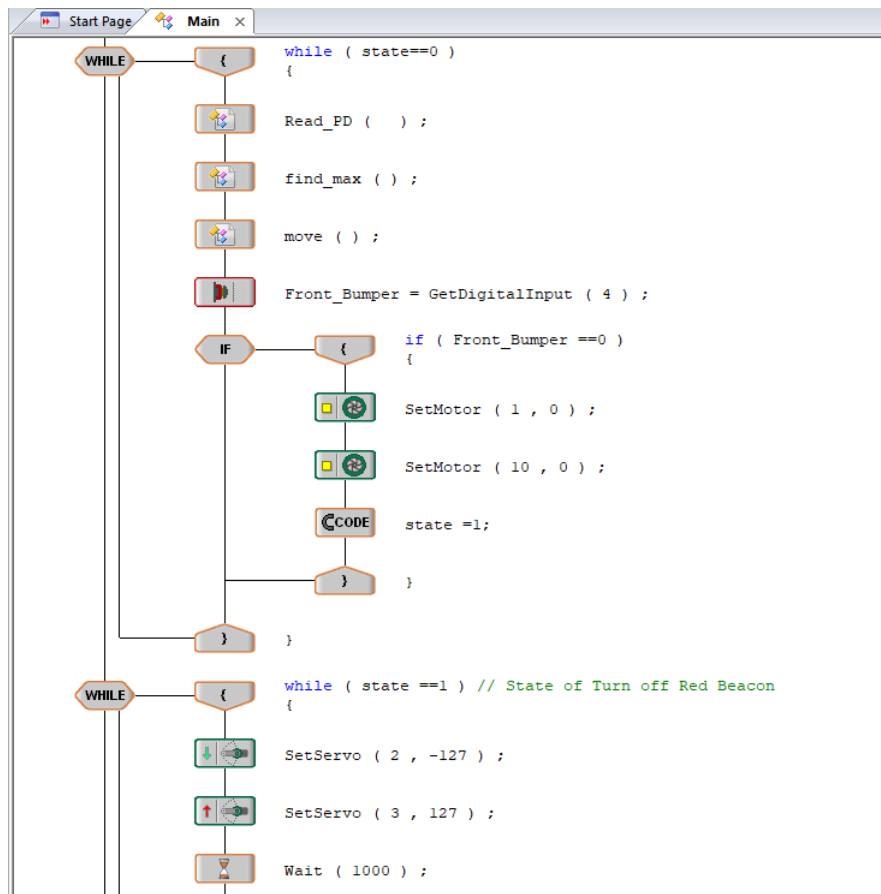 Start Page
Main ×
WHILE { while ( state==0 )
{
Read_PD (   ) ;
find_max ( ) ;
move ( ) ;
Front_Bumper = GetDigitalInput ( 4 ) ;
IF { if ( Front_Bumper ==0 )
{
SetMotor ( 1 , 0 ) ;
SetMotor ( 10 , 0 ) ;
CCODE state =1;
} }
} }
WHILE { while ( state ==1 ) // State of Turn off Red Beacon
{
SetServo ( 2 , -127 ) ;
SetServo ( 3 , 127 ) ;
Wait ( 1000 ) ;